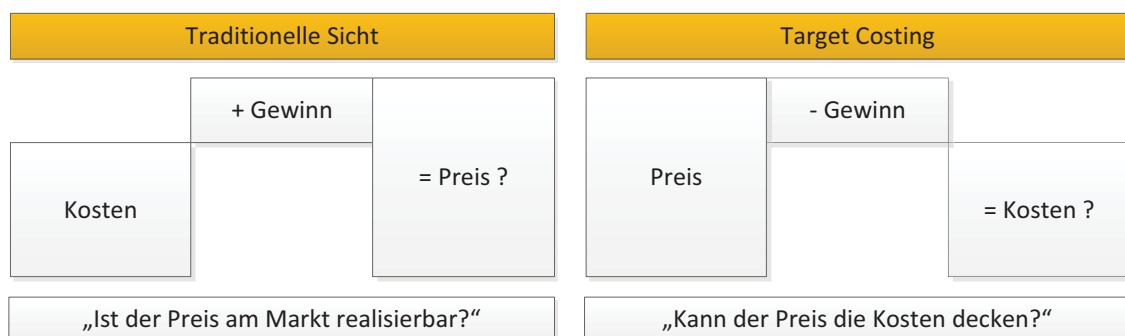 Traditionelle Sicht
+ Gewinn
= Preis ?
Kosten
„Ist der Preis am Markt realisierbar?“
Target Costing
- Gewinn
Preis
= Kosten ?
„Kann der Preis die Kosten decken?“